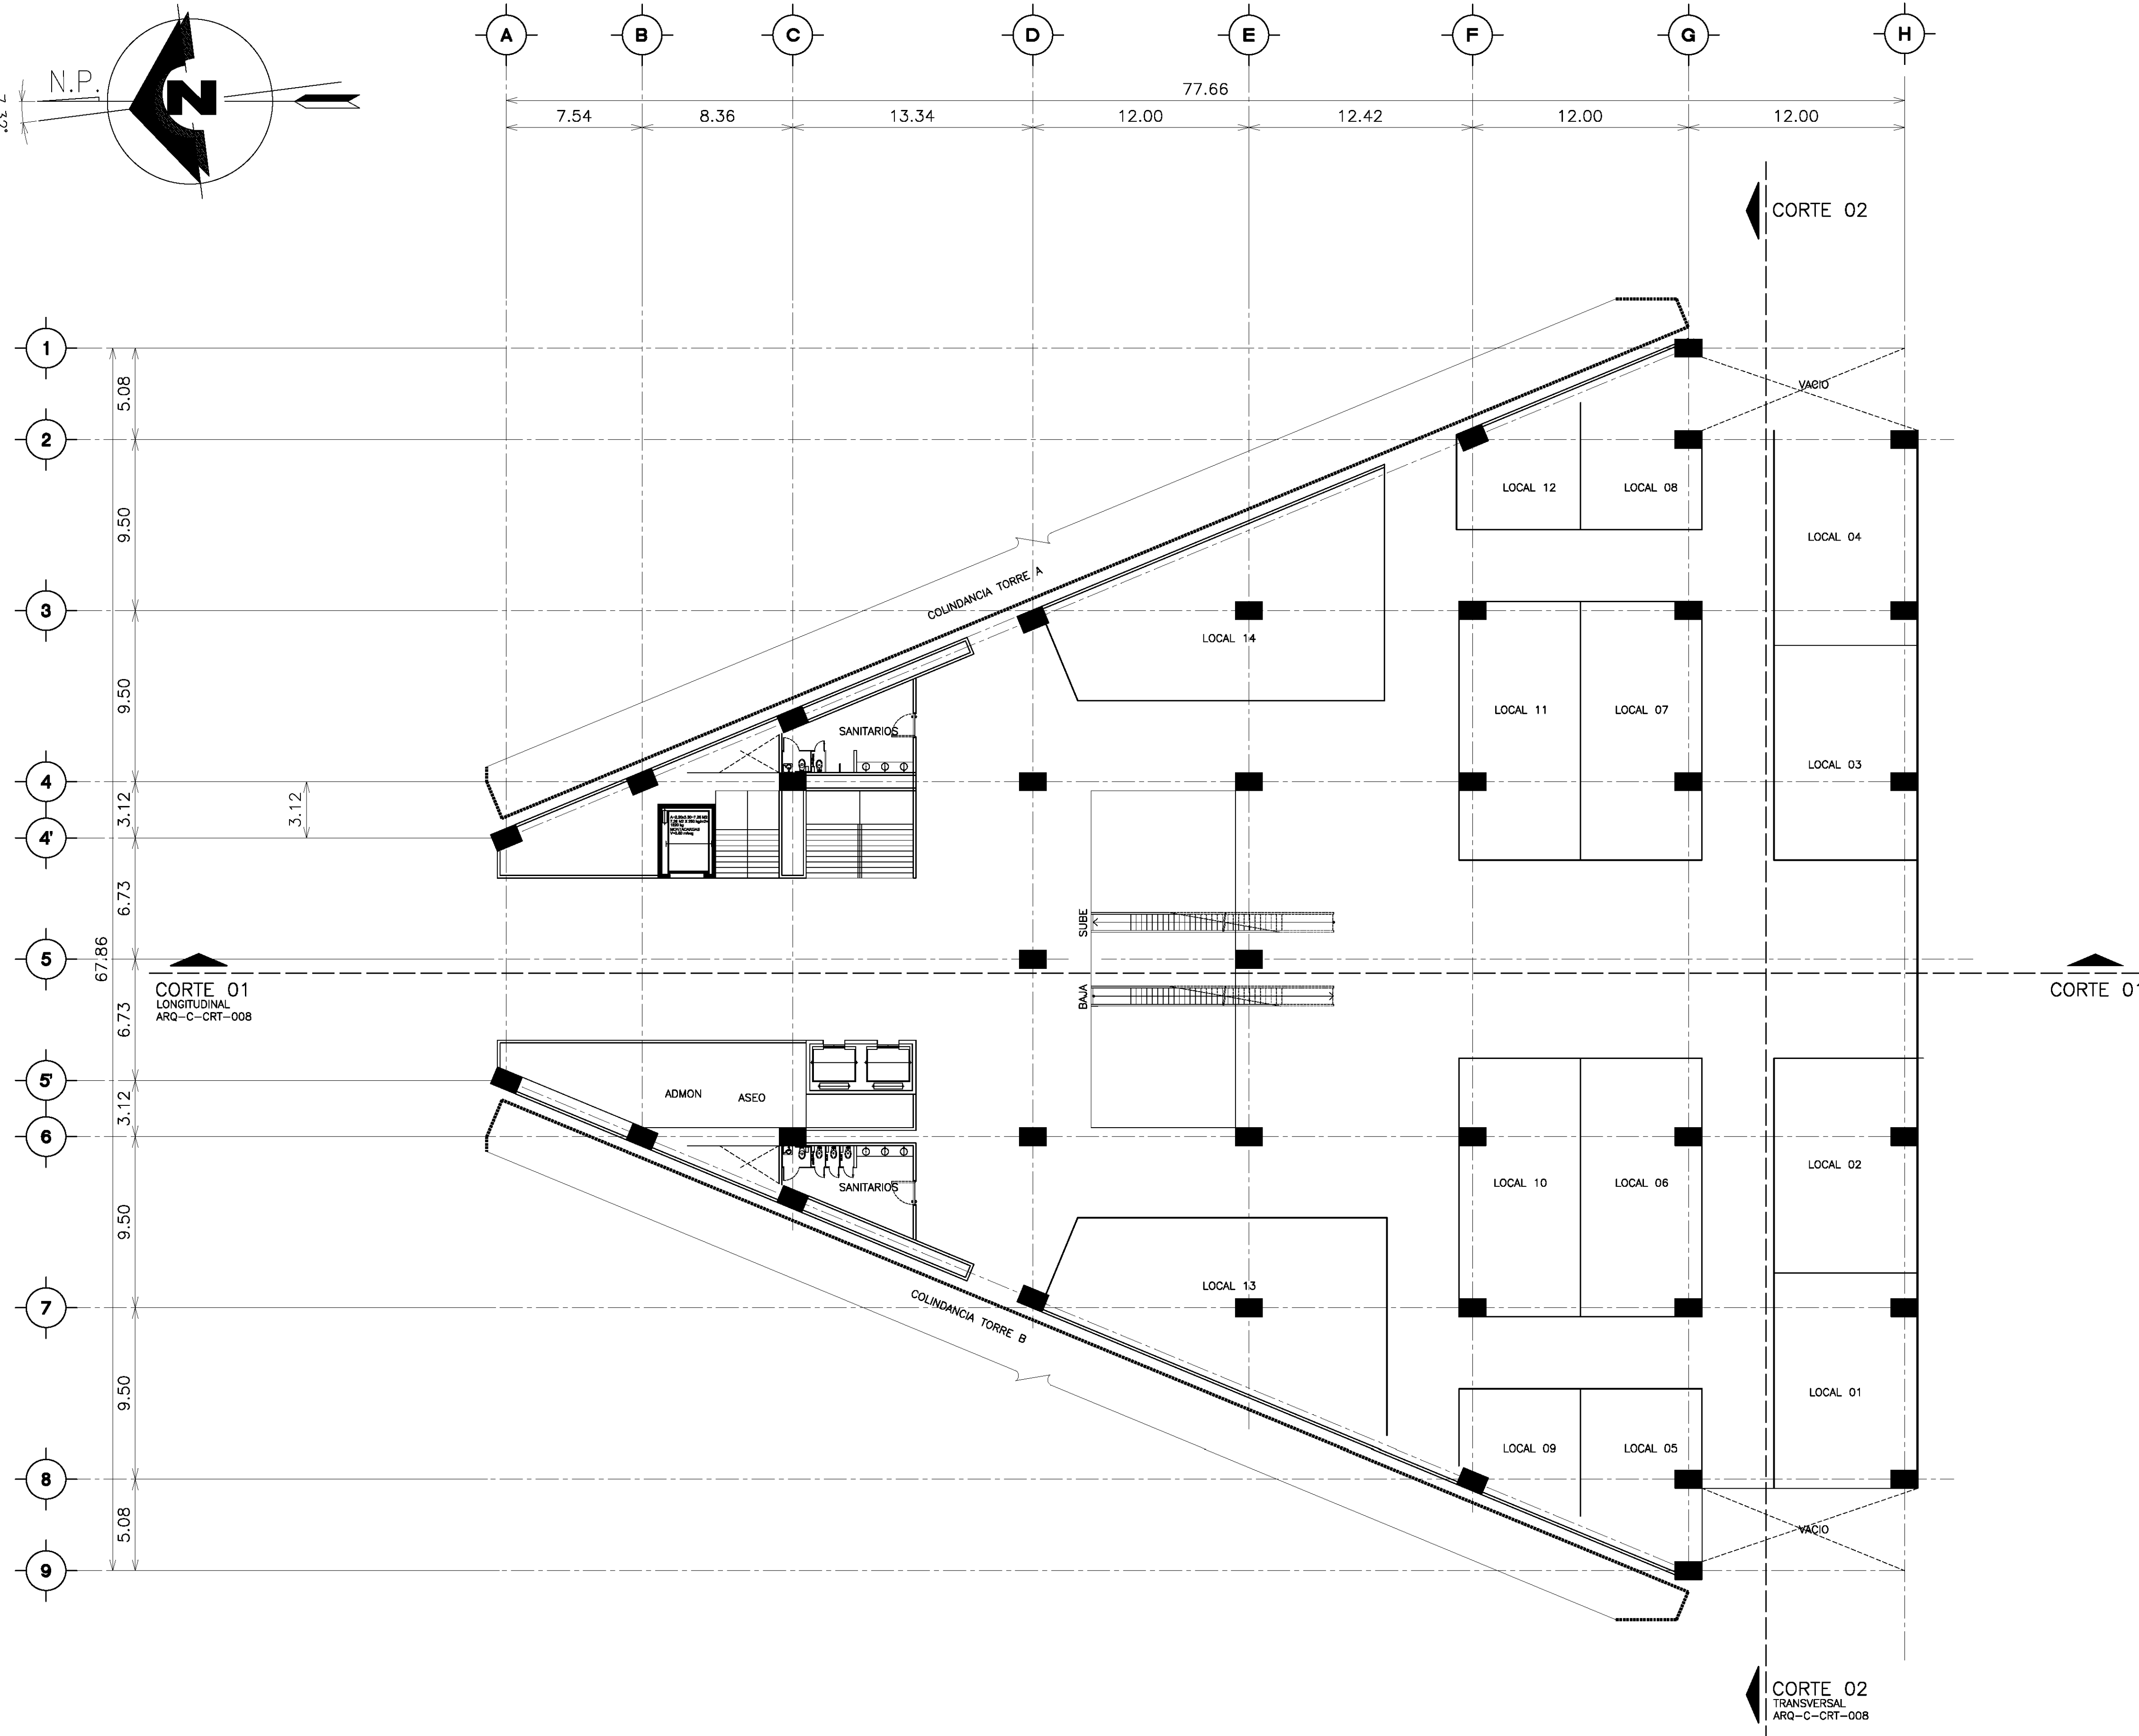 A B C D E F G H
N.P.
N
77.66
7.54 8.36 13.34 12.00 12.42 12.00 12.00
CORTE 02
1
5.08
VACIO
2
9.50
LOCAL 12
LOCAL 08
LOCAL 04
COLINDANCIA TORRE A
3
LOCAL 14
9.50
SANITARIOS
LOCAL 11
LOCAL 07
LOCAL 03
4
3.12
3.12
4'
MONTACARGAS
6.73
SUBE
67.86
5
CORTE 01
LONGITUDINAL
ARQ-C-CRT-008
CORTE 01
BAJA
6.73
5'
ADMON
ASEO
3.12
6
SANITARIOS
LOCAL 10
LOCAL 06
LOCAL 02
9.50
LOCAL 13
7
COLINDANCIA TORRE B
9.50
LOCAL 01
LOCAL 09
LOCAL 05
8
5.08
VACIO
9
CORTE 02
TRANSVERSAL
ARQ-C-CRT-008